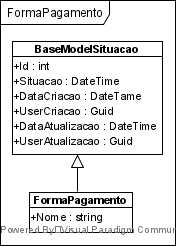 FormaPagamento
BaseModelSituacao
+Id : int
+Situacao : DateTime
+DataCriacao : DateTame
+UserCriacao : Guid
+DataAtualizacao : DateTime
+UserAtualizacao : Guid
FormaPagamento
+Nome : string
Powered By Visual Paradigm Commun